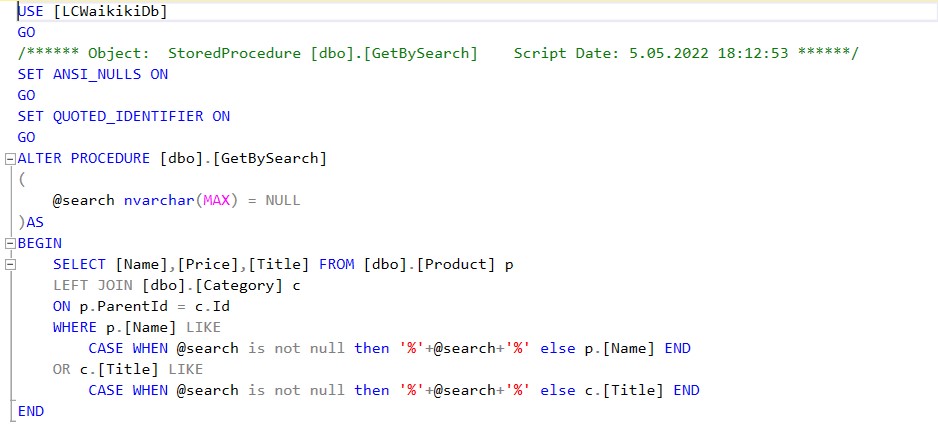 USE [LCWaikikiDb]
GO
/****** Object:  StoredProcedure [dbo].[GetBySearch]    Script Date: 5.05.2022 18:12:53 ******/
SET ANSI_NULLS ON
GO
SET QUOTED_IDENTIFIER ON
GO
ALTER PROCEDURE [dbo].[GetBySearch]
(
    @search nvarchar(MAX) = NULL
)AS
BEGIN
    SELECT [Name],[Price],[Title] FROM [dbo].[Product] p
    LEFT JOIN [dbo].[Category] c
    ON p.ParentId = c.Id
    WHERE p.[Name] LIKE
        CASE WHEN @search is not null then '%'+@search+'%' else p.[Name] END
    OR c.[Title] LIKE
        CASE WHEN @search is not null then '%'+@search+'%' else c.[Title] END
END